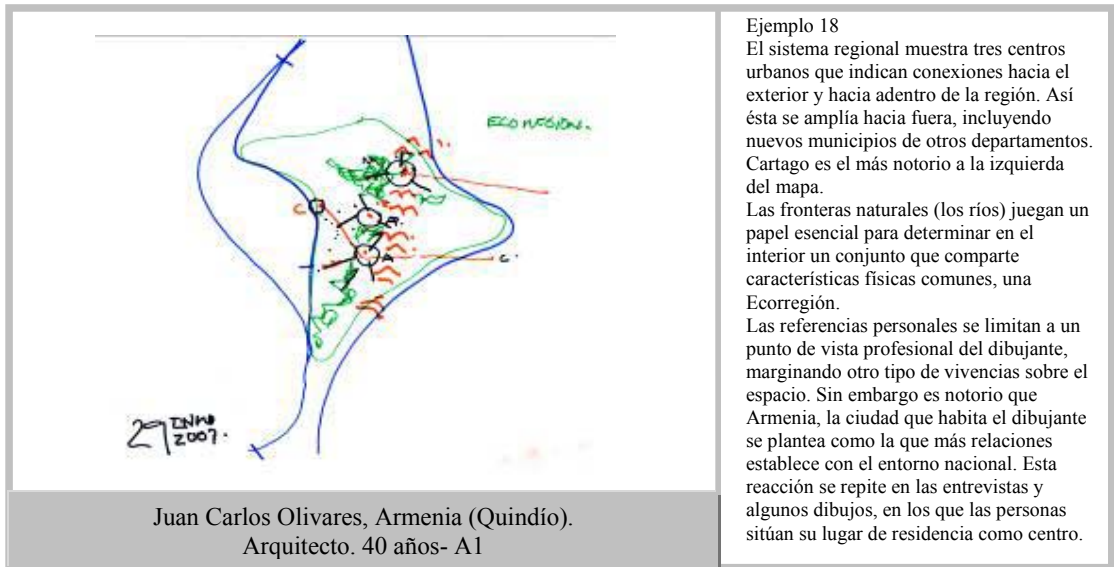 ECORREGIÓN.
C
A
29 ENERO
2007.
Juan Carlos Olivares, Armenia (Quindío).
Arquitecto. 40 años- A1
Ejemplo 18
El sistema regional muestra tres centros
urbanos que indican conexiones hacia el
exterior y hacia adentro de la región. Así
ésta se amplía hacia fuera, incluyendo
nuevos municipios de otros departamentos.
Cartago es el más notorio a la izquierda
del mapa.
Las fronteras naturales (los ríos) juegan un
papel esencial para determinar en el
interior un conjunto que comparte
características físicas comunes, una
Ecorregión.
Las referencias personales se limitan a un
punto de vista profesional del dibujante,
marginando otro tipo de vivencias sobre el
espacio. Sin embargo es notorio que
Armenia, la ciudad que habita el dibujante
se plantea como la que más relaciones
establece con el entorno nacional. Esta
reacción se repite en las entrevistas y
algunos dibujos, en los que las personas
sitúan su lugar de residencia como centro.